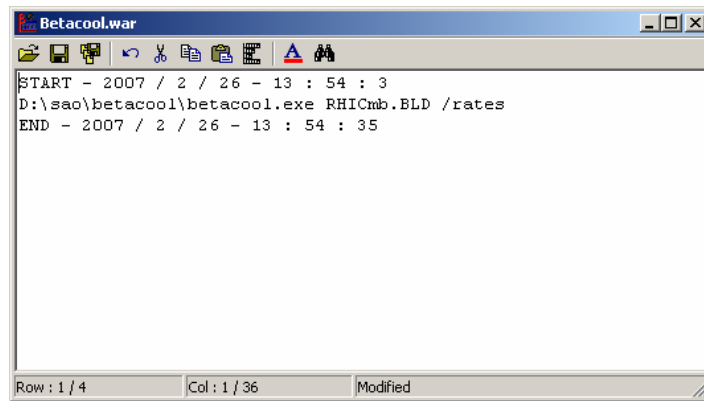 Betacool.war
START - 2007 / 2 / 26 - 13 : 54 : 3
D:\sao\betacool\betacool.exe RHICmb.BLD /rates
END - 2007 / 2 / 26 - 13 : 54 : 35
Row : 1 / 4 Col : 1 / 36 Modified